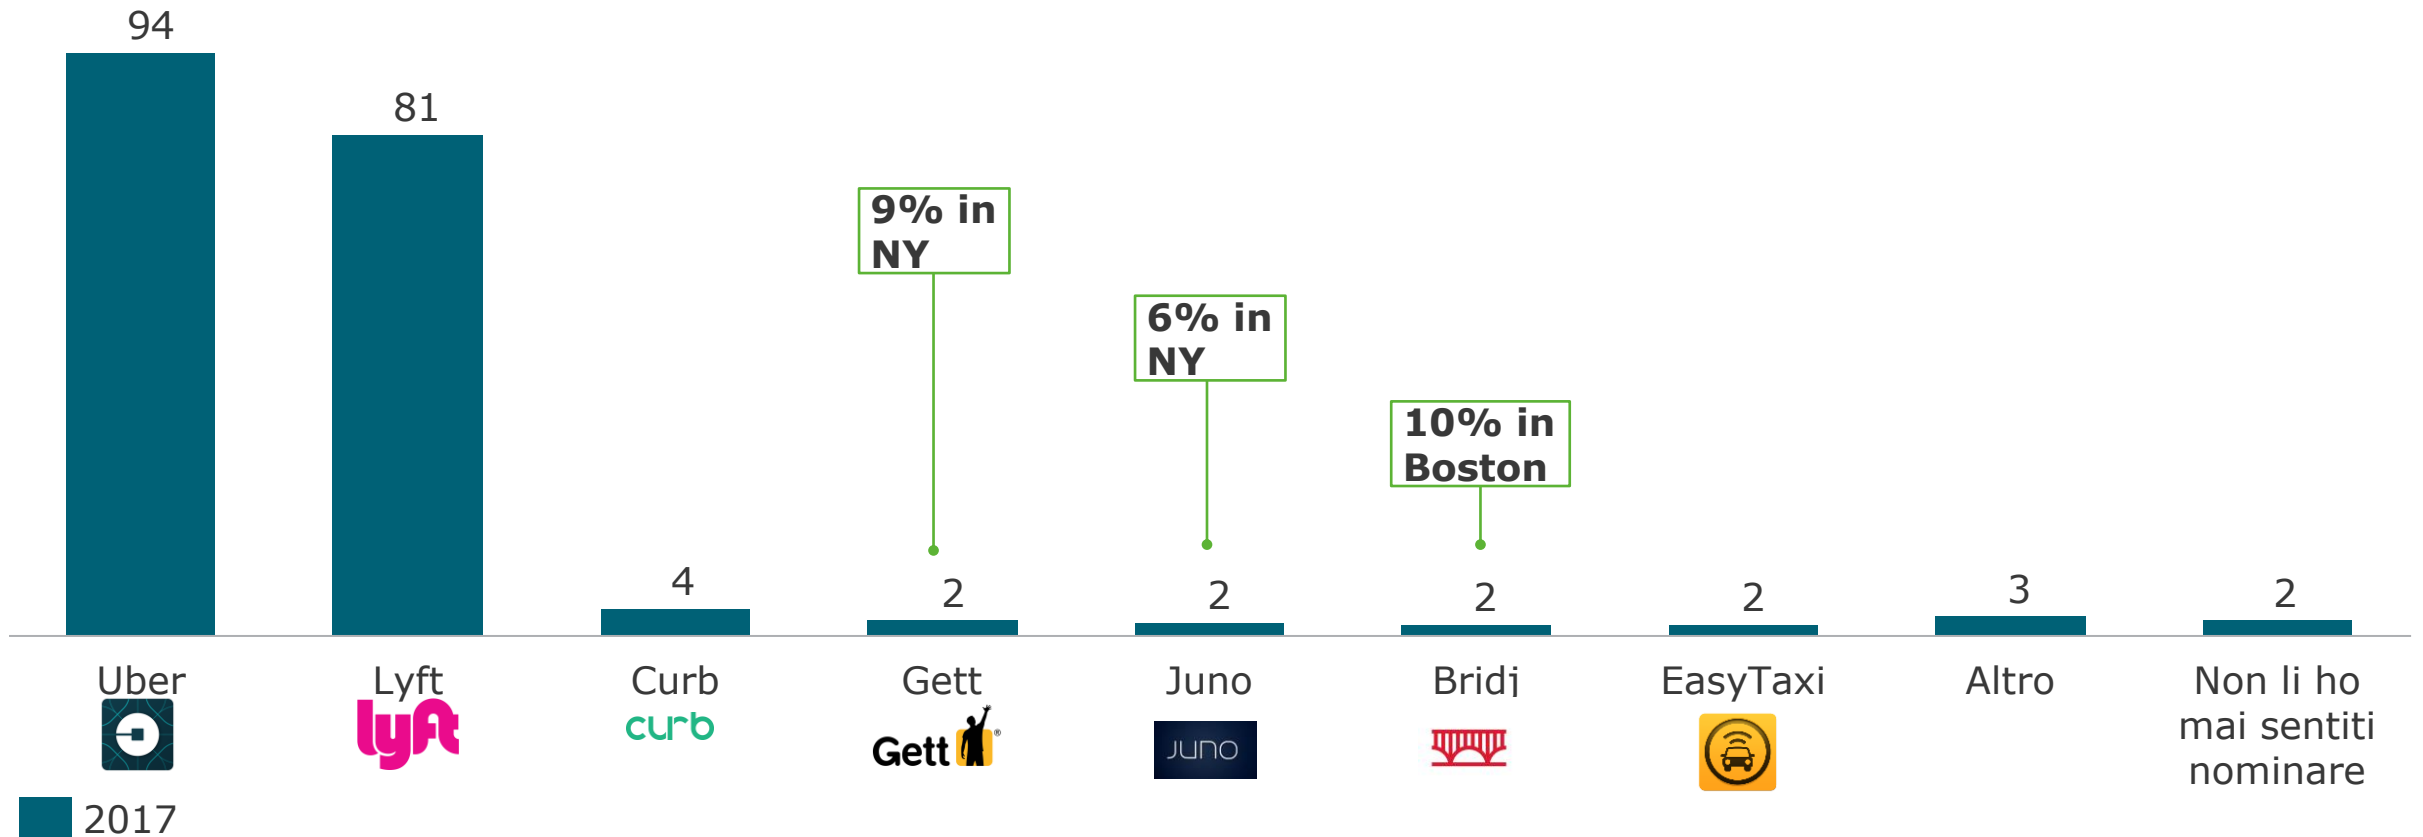 94
81
9% in
NY
6% in
NY
10% in
Boston
4
2
2
2
2
3
2
Uber
Lyft
Curb
Gett
Juno
Bridj
EasyTaxi
Altro
Non li ho
mai sentiti
nominare
lyft
curb
Gett®
JUNO
2017